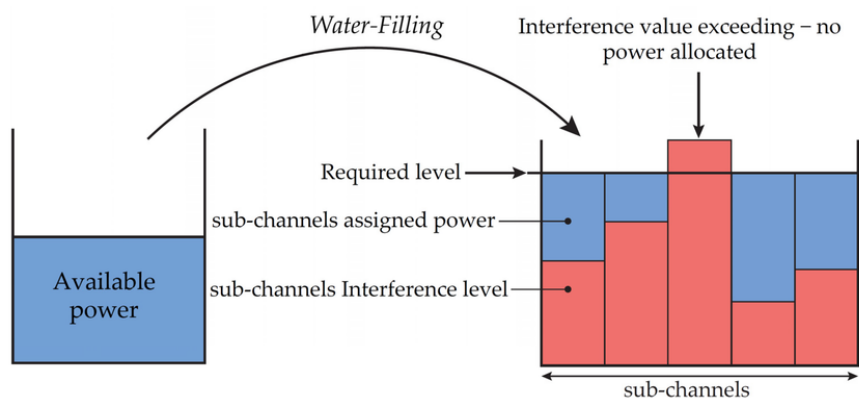 Water-Filling
Interference value exceeding – no
power allocated
Required level
sub-channels assigned power
Available
power
sub-channels Interference level
sub-channels